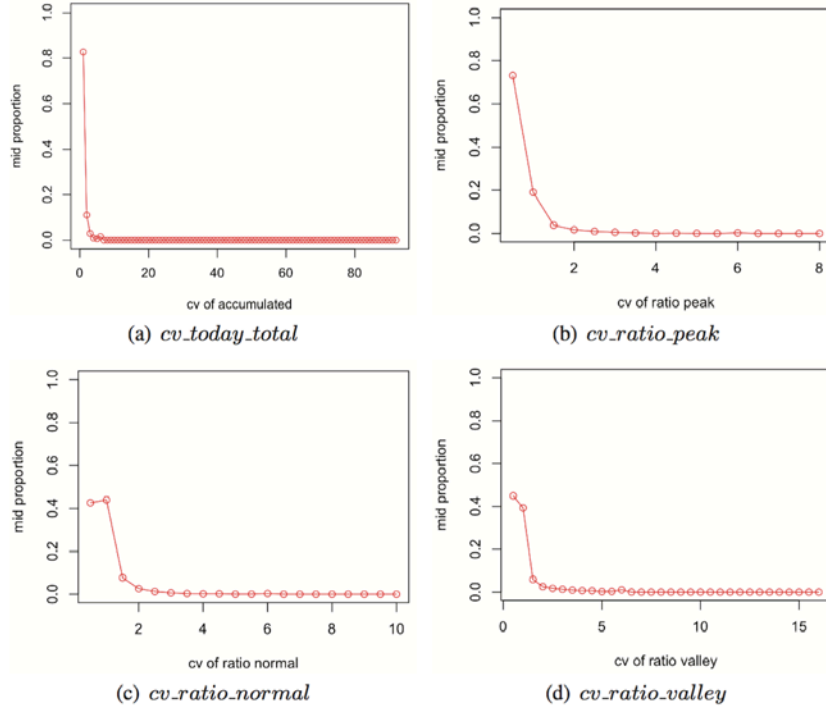 mid proportion
1.0
0.8
0.6
0.4
0.2
0.0
0 20 40 60 80
cv of accumulated
(a) cv_today_total
mid proportion
1.0
0.8
0.6
0.4
0.2
0.0
2 4 6 8
cv of ratio peak
(b) cv_ratio_peak
mid proportion
1.0
0.8
0.6
0.4
0.2
0.0
2 4 6 8 10
cv of ratio normal
(c) cv_ratio_normal
mid proportion
1.0
0.8
0.6
0.4
0.2
0.0
0 5 10 15
cv of ratio valley
(d) cv_ratio_valley